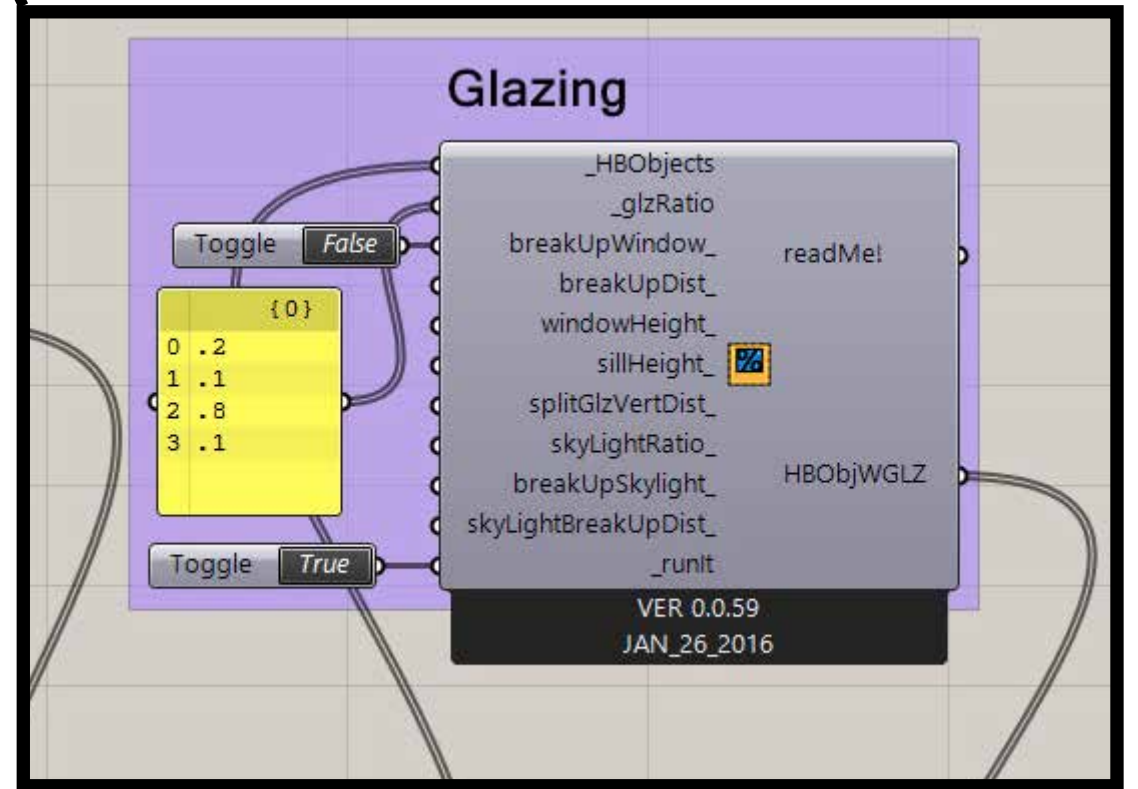 Glazing
_HBObjects
_glzRatio
Toggle False
breakUpWindow_
readMe!
breakUpDist_
{0}
windowHeight_
0 .2
sillHeight_
1 .1
2 .8
splitGlzVertDist_
3 .1
skyLightRatio_
HBObjWGLZ
breakUpSkylight_
skyLightBreakUpDist_
Toggle True
_runIt
VER 0.0.59
JAN_26_2016